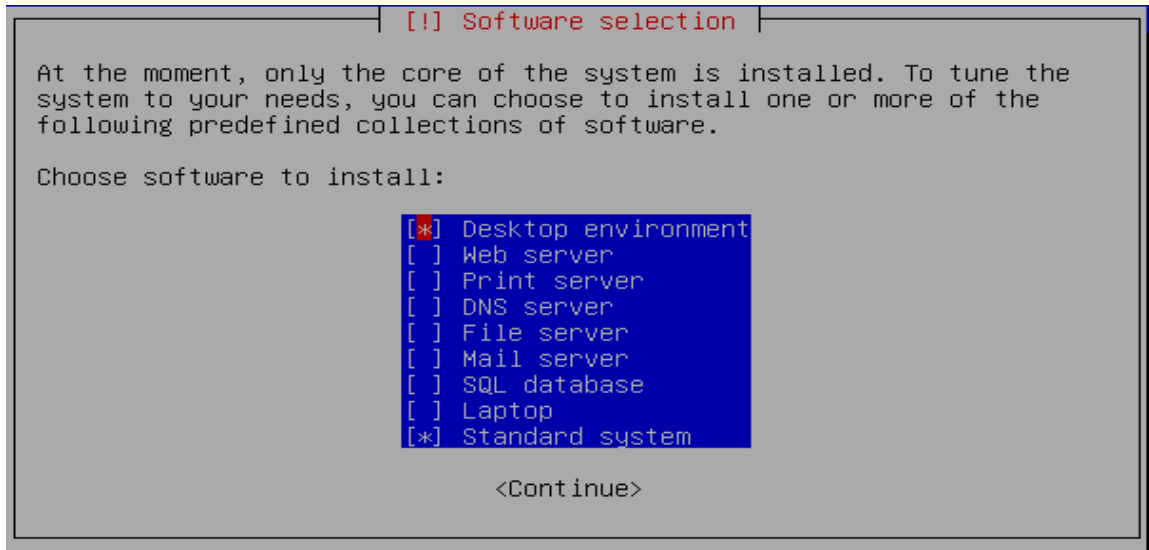 [!] Software selection
At the moment, only the core of the system is installed. To tune the
system to your needs, you can choose to install one or more of the
following predefined collections of software.
Choose software to install:
[*] Desktop environment
[ ] Web server
[ ] Print server
[ ] DNS server
[ ] File server
[ ] Mail server
[ ] SQL database
[ ] Laptop
[*] Standard system
<Continue>